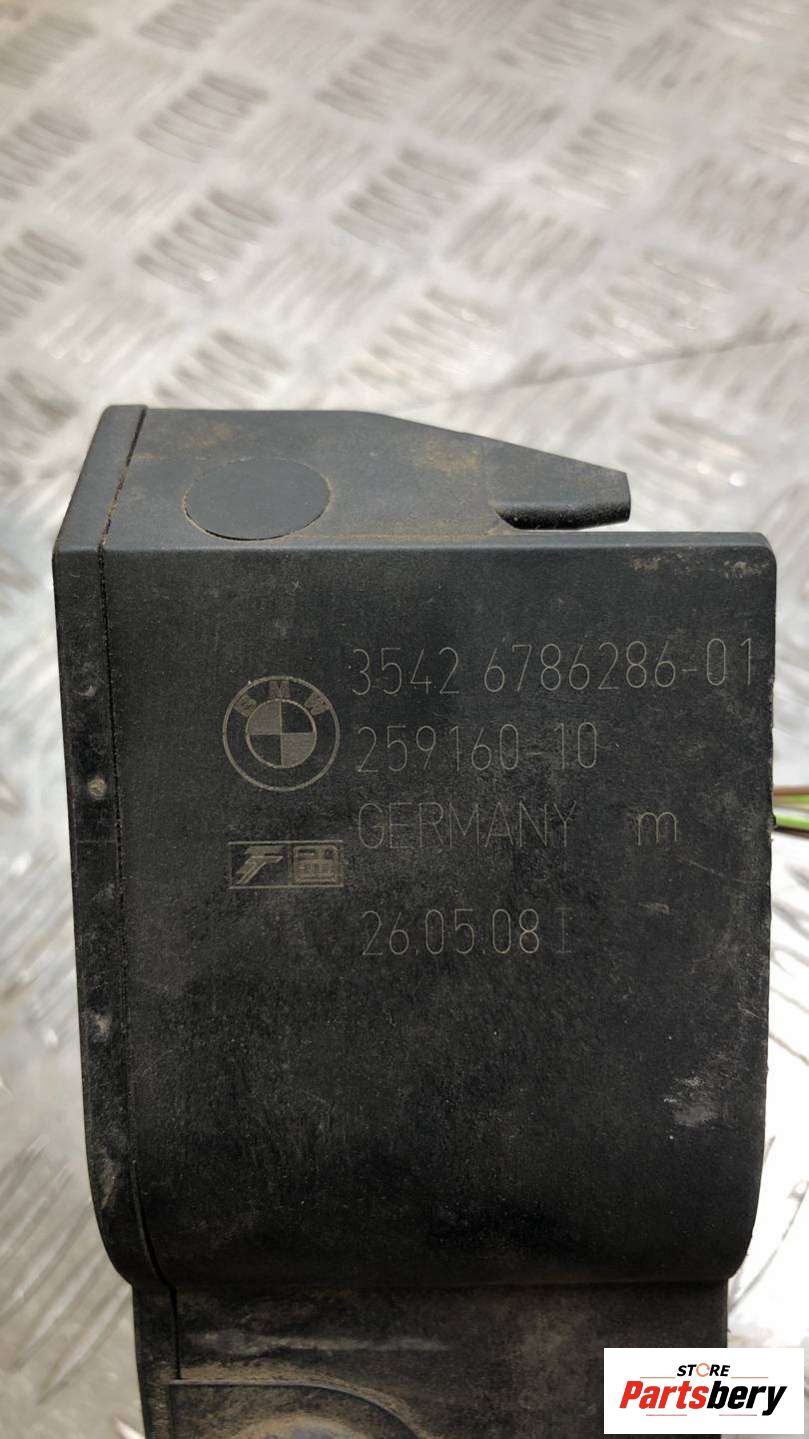 3542 6786286-01
BMW
259160-10
GERMANY m
26.05.08 I
STORE
Partsbery